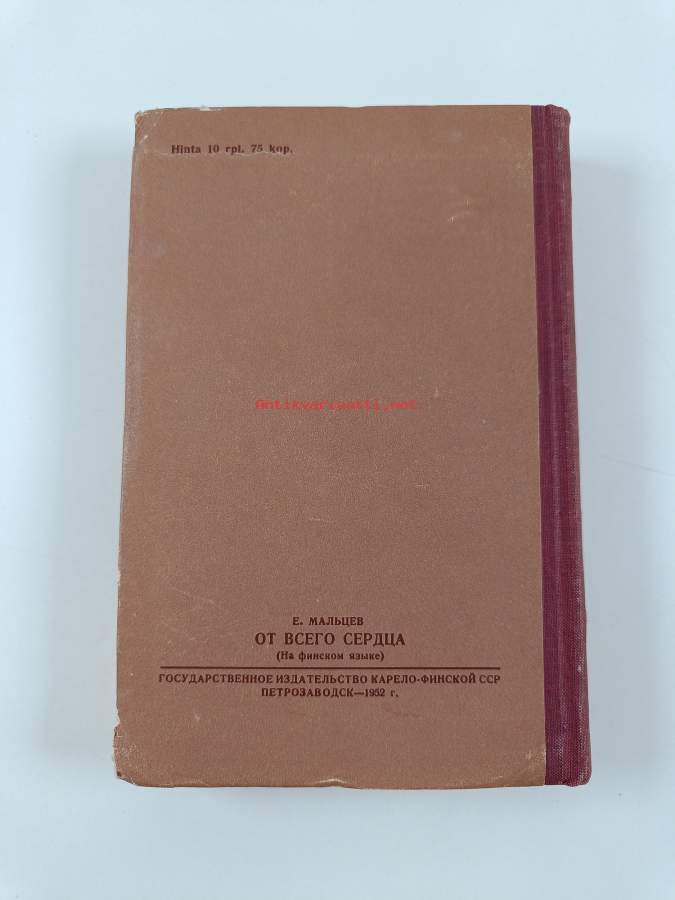 Hinta 10 rpl. 75 kop.
Antikvariaatti.net
Е. МАЛЬЦЕВ
ОТ ВСЕГО СЕРДЦА
(На финском языке)
ГОСУДАРСТВЕННОЕ ИЗДАТЕЛЬСТВО КАРЕЛО-ФИНСКОЙ ССР
ПЕТРОЗАВОДСК—1952 г.